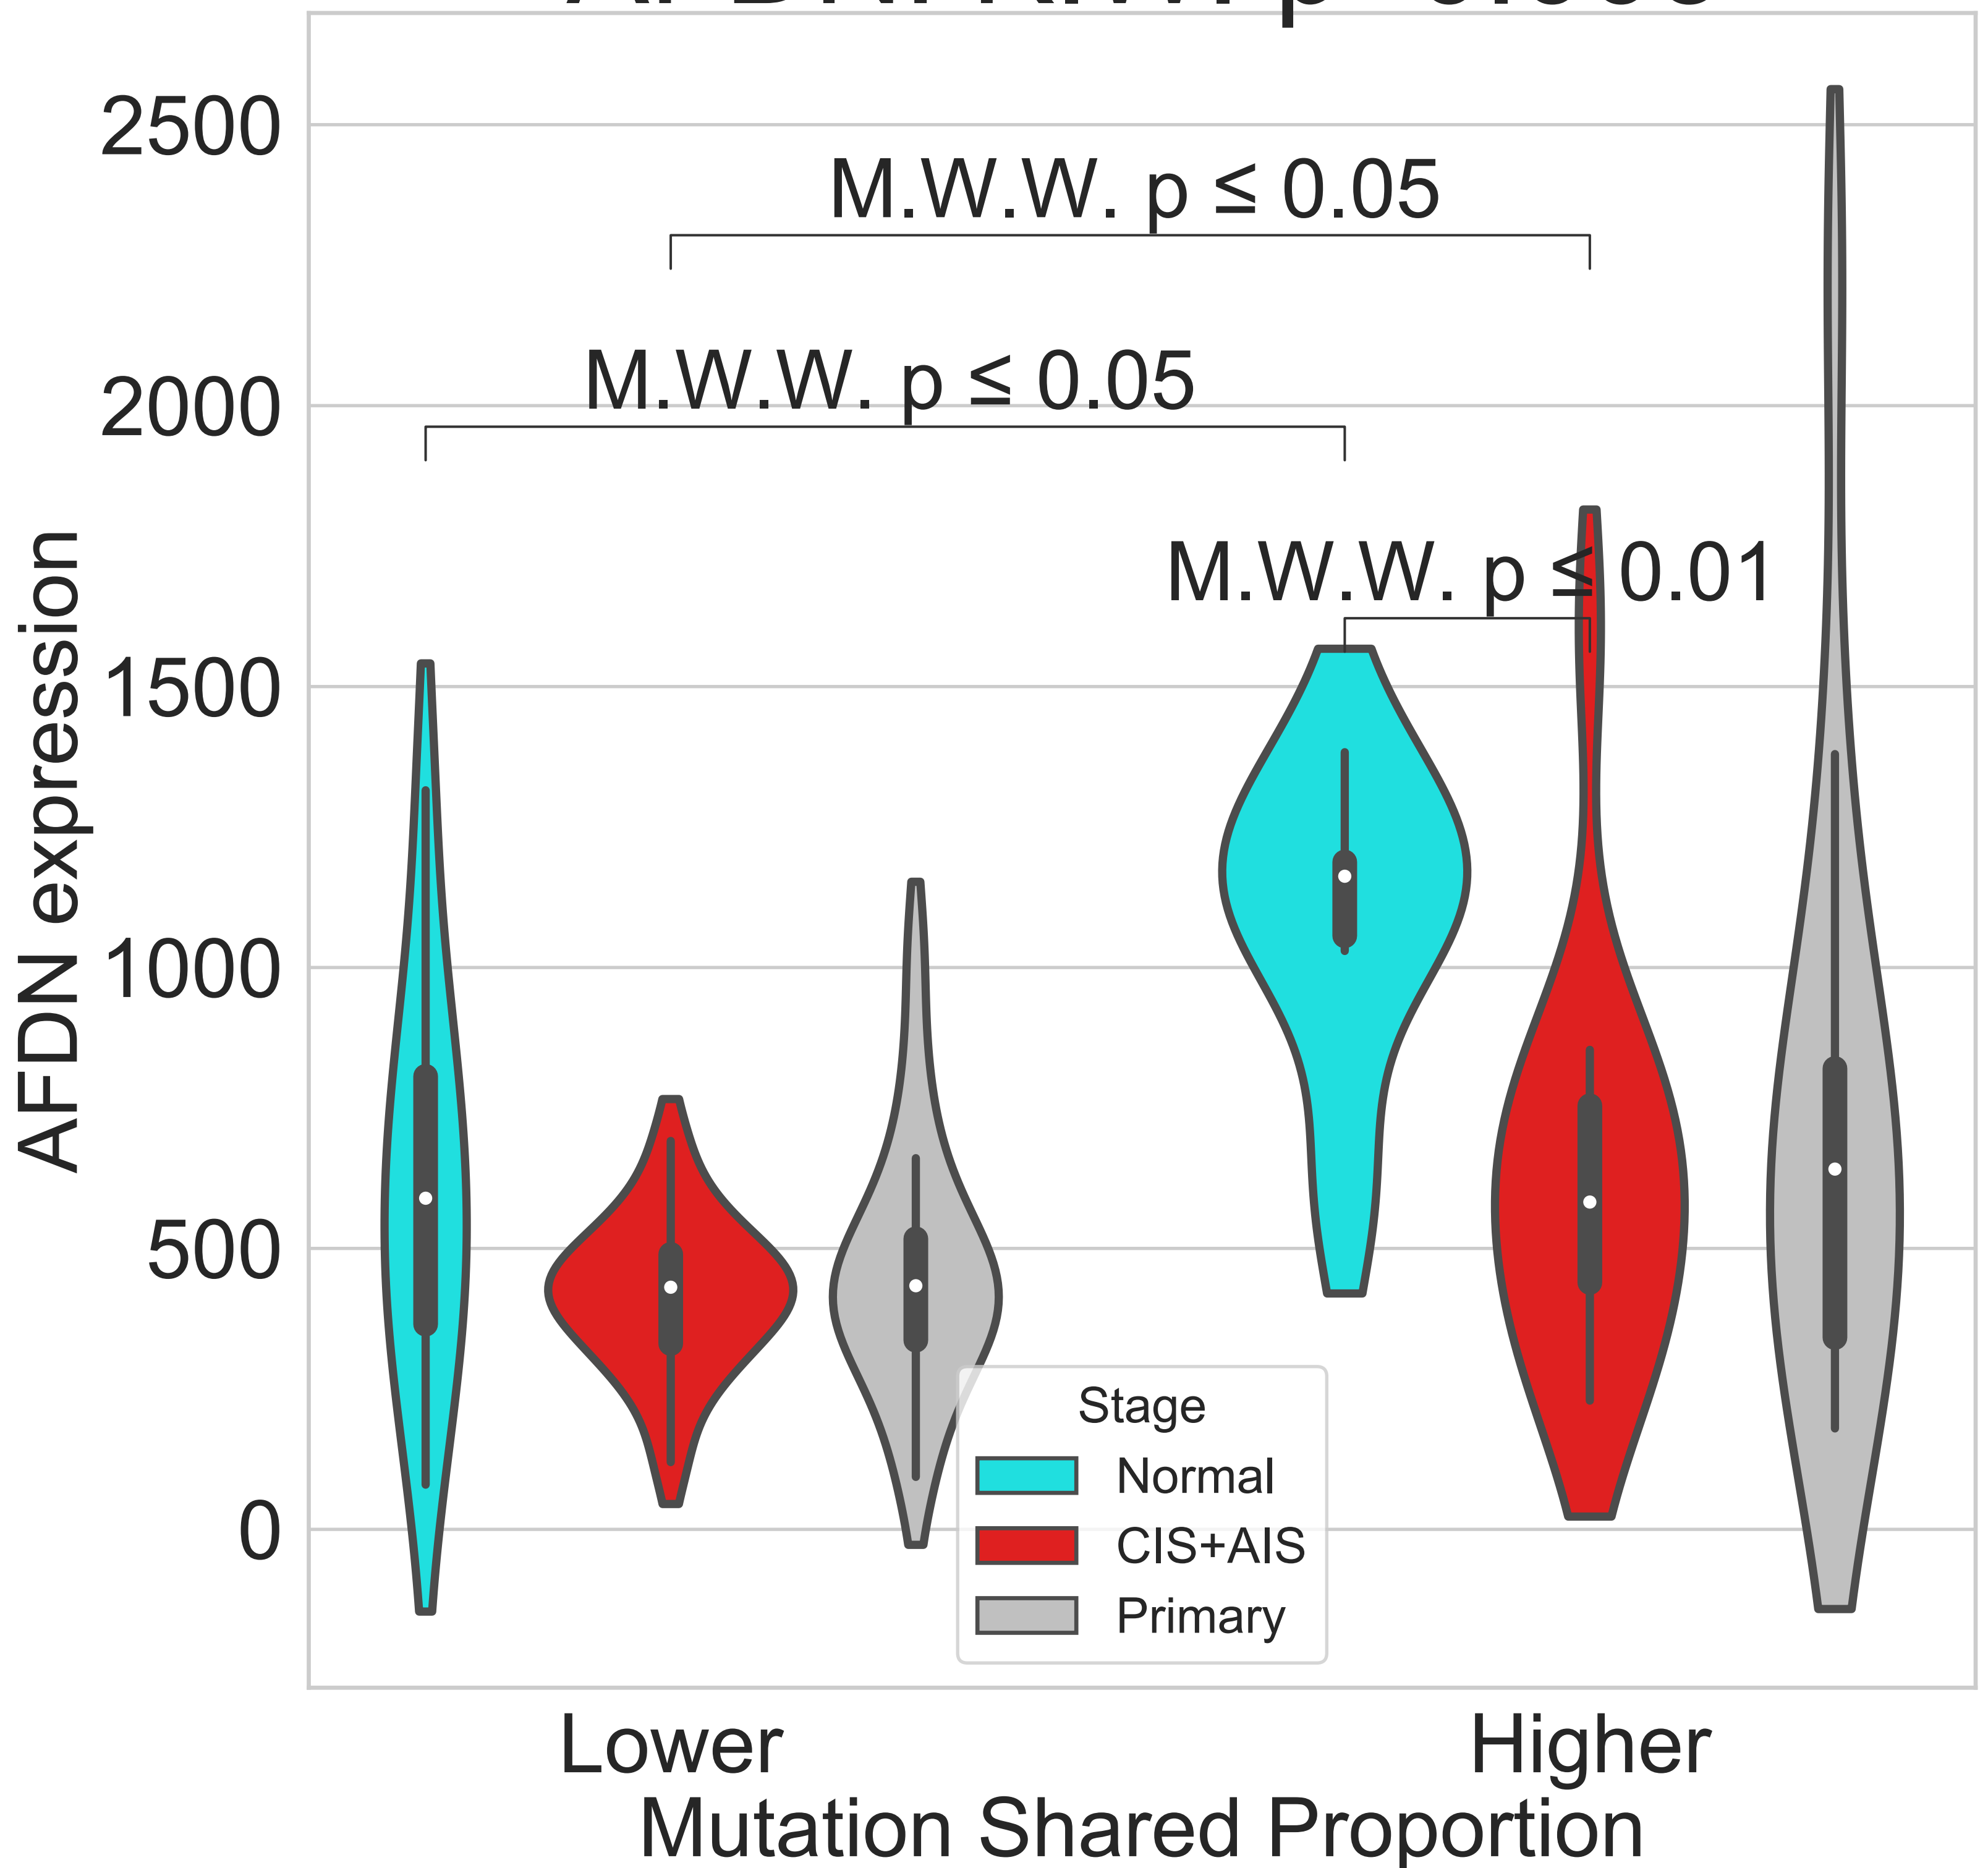 2500
M.W.W. p ≤ 0.05
2000
M.W.W. p ≤ 0.05
M.W.W. p ≤ 0.01
1500
1000
500
0
AFDN expression
Stage
Normal
CIS+AIS
Primary
Lower
Higher
Mutation Shared Proportion